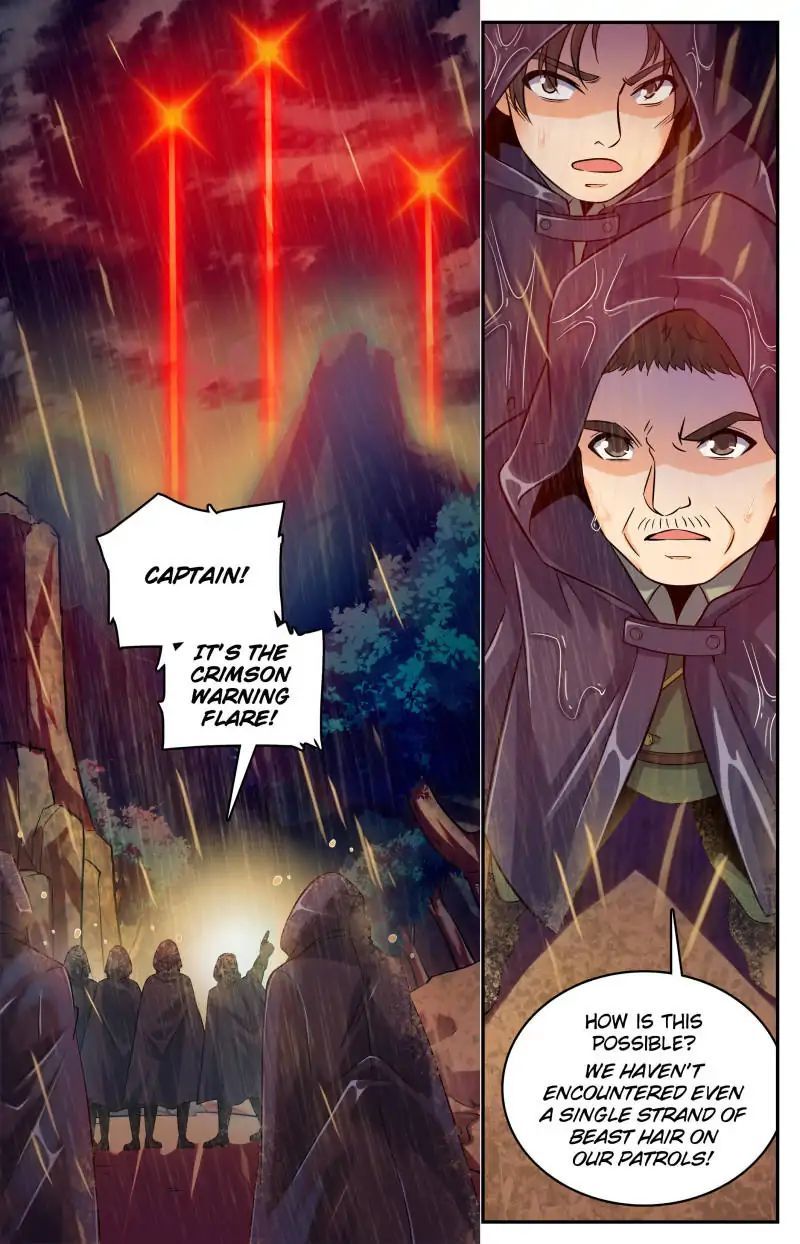 CAPTAIN!
IT'S THE
CRIMSON
WARNING
FLARE!
HOW IS THIS
POSSIBLE?
WE HAVEN'T
ENCOUNTERED EVEN
A SINGLE STRAND OF
BEAST HAIR ON
OUR PATROLS!